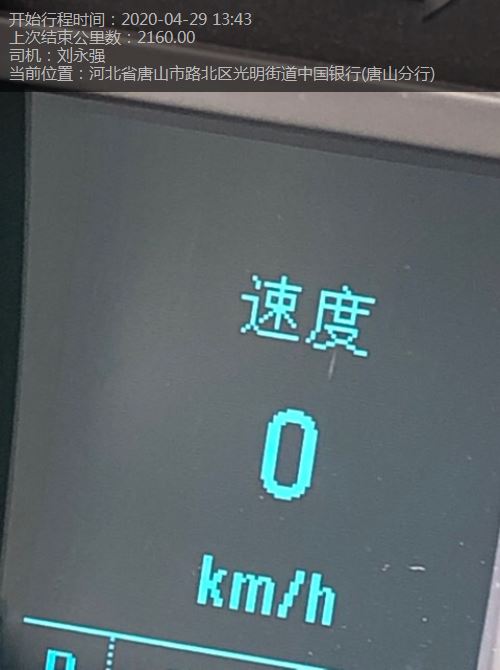 开始行程时间：2020-04-29 13:43
上次结束公里数：2160.00
司机：刘永强
当前位置：河北省唐山市路北区光明街道中国银行(唐山分行)
速度
0
km/h